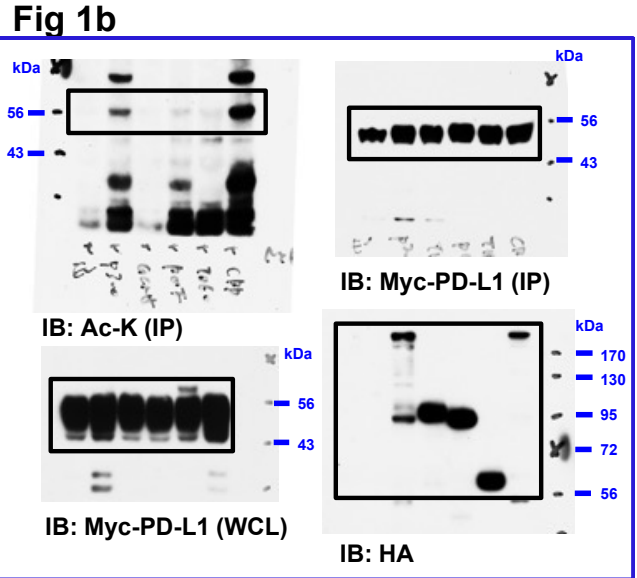 Fig 1b
kDa
56
43
IB: Ac-K (IP)
kDa
56
43
IB: Myc-PD-L1 (IP)
kDa
56
43
IB: Myc-PD-L1 (WCL)
kDa
170
130
95
72
56
IB: HA